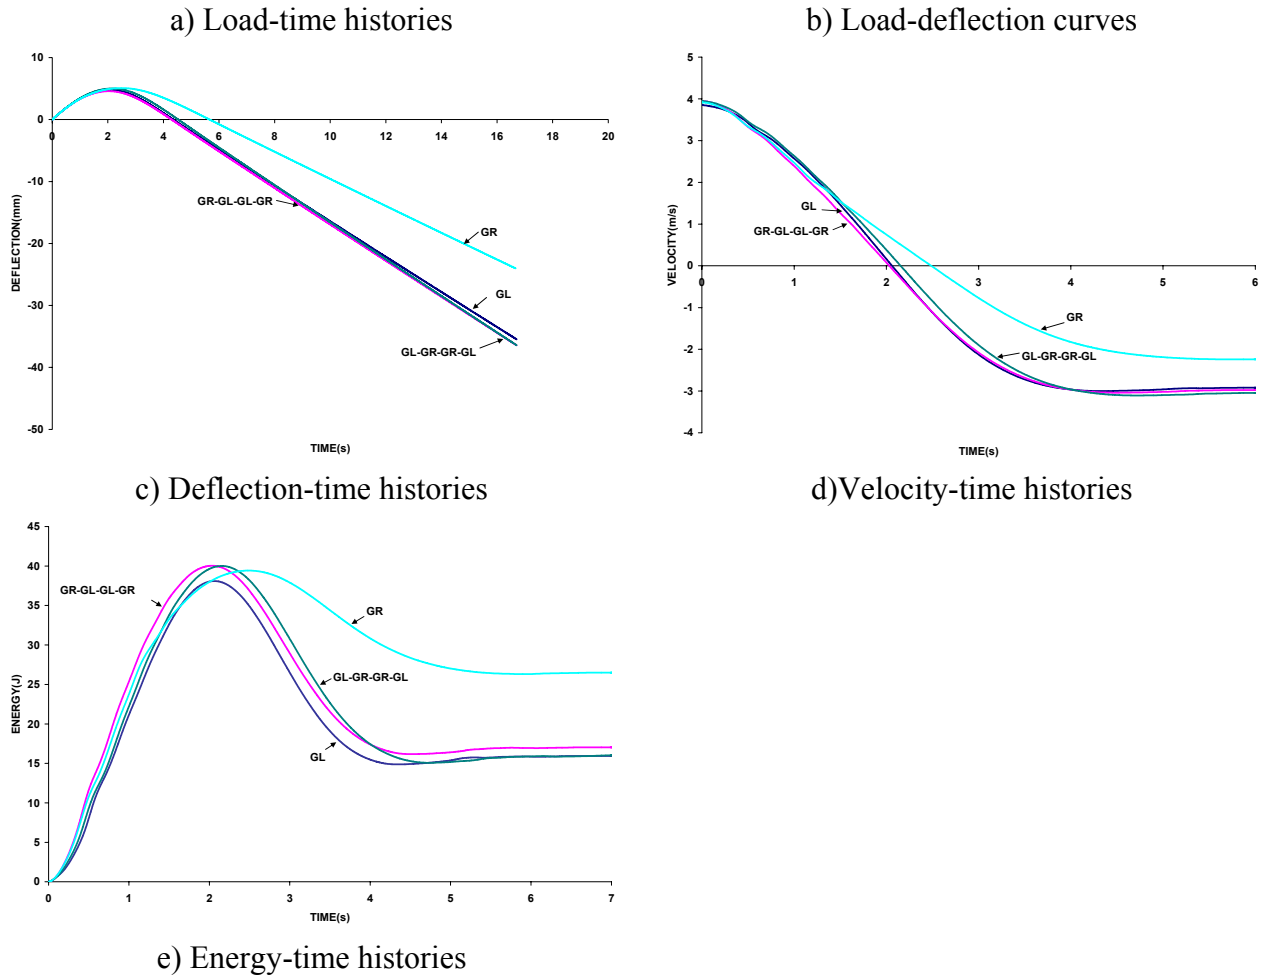 a) Load-time histories
b) Load-deflection curves
10
0
-10
-20
-30
-40
-50
0
2
4
6
8
10
12
14
16
18
20
DEFLECTION(mm)
TIME(s)
GR-GL-GL-GR
GR
GL
GL-GR-GR-GL
5
4
3
2
1
0
-1
-2
-3
-4
0
1
2
3
4
5
6
VELOCITY(m/s)
TIME(s)
GL
GR-GL-GL-GR
GR
GL-GR-GR-GL
c) Deflection-time histories
d)Velocity-time histories
45
40
35
30
25
20
15
10
5
0
0
1
2
3
4
5
6
7
ENERGY(J)
TIME(s)
GR-GL-GL-GR
GR
GL-GR-GR-GL
GL
e) Energy-time histories